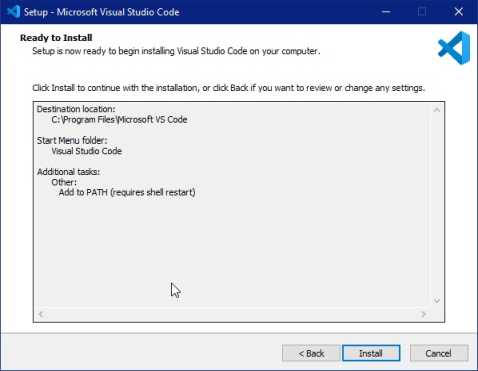 Setup - Microsoft Visual Studio Code
Ready to Install
Setup is now ready to begin installing Visual Studio Code on your computer.
Click Install to continue with the installation, or click Back if you want to review or change any settings.
Destination location:
C:\Program Files\Microsoft VS Code
Start Menu folder:
Visual Studio Code
Additional tasks:
Other:
Add to PATH (requires shell restart)
< Back
Install
Cancel